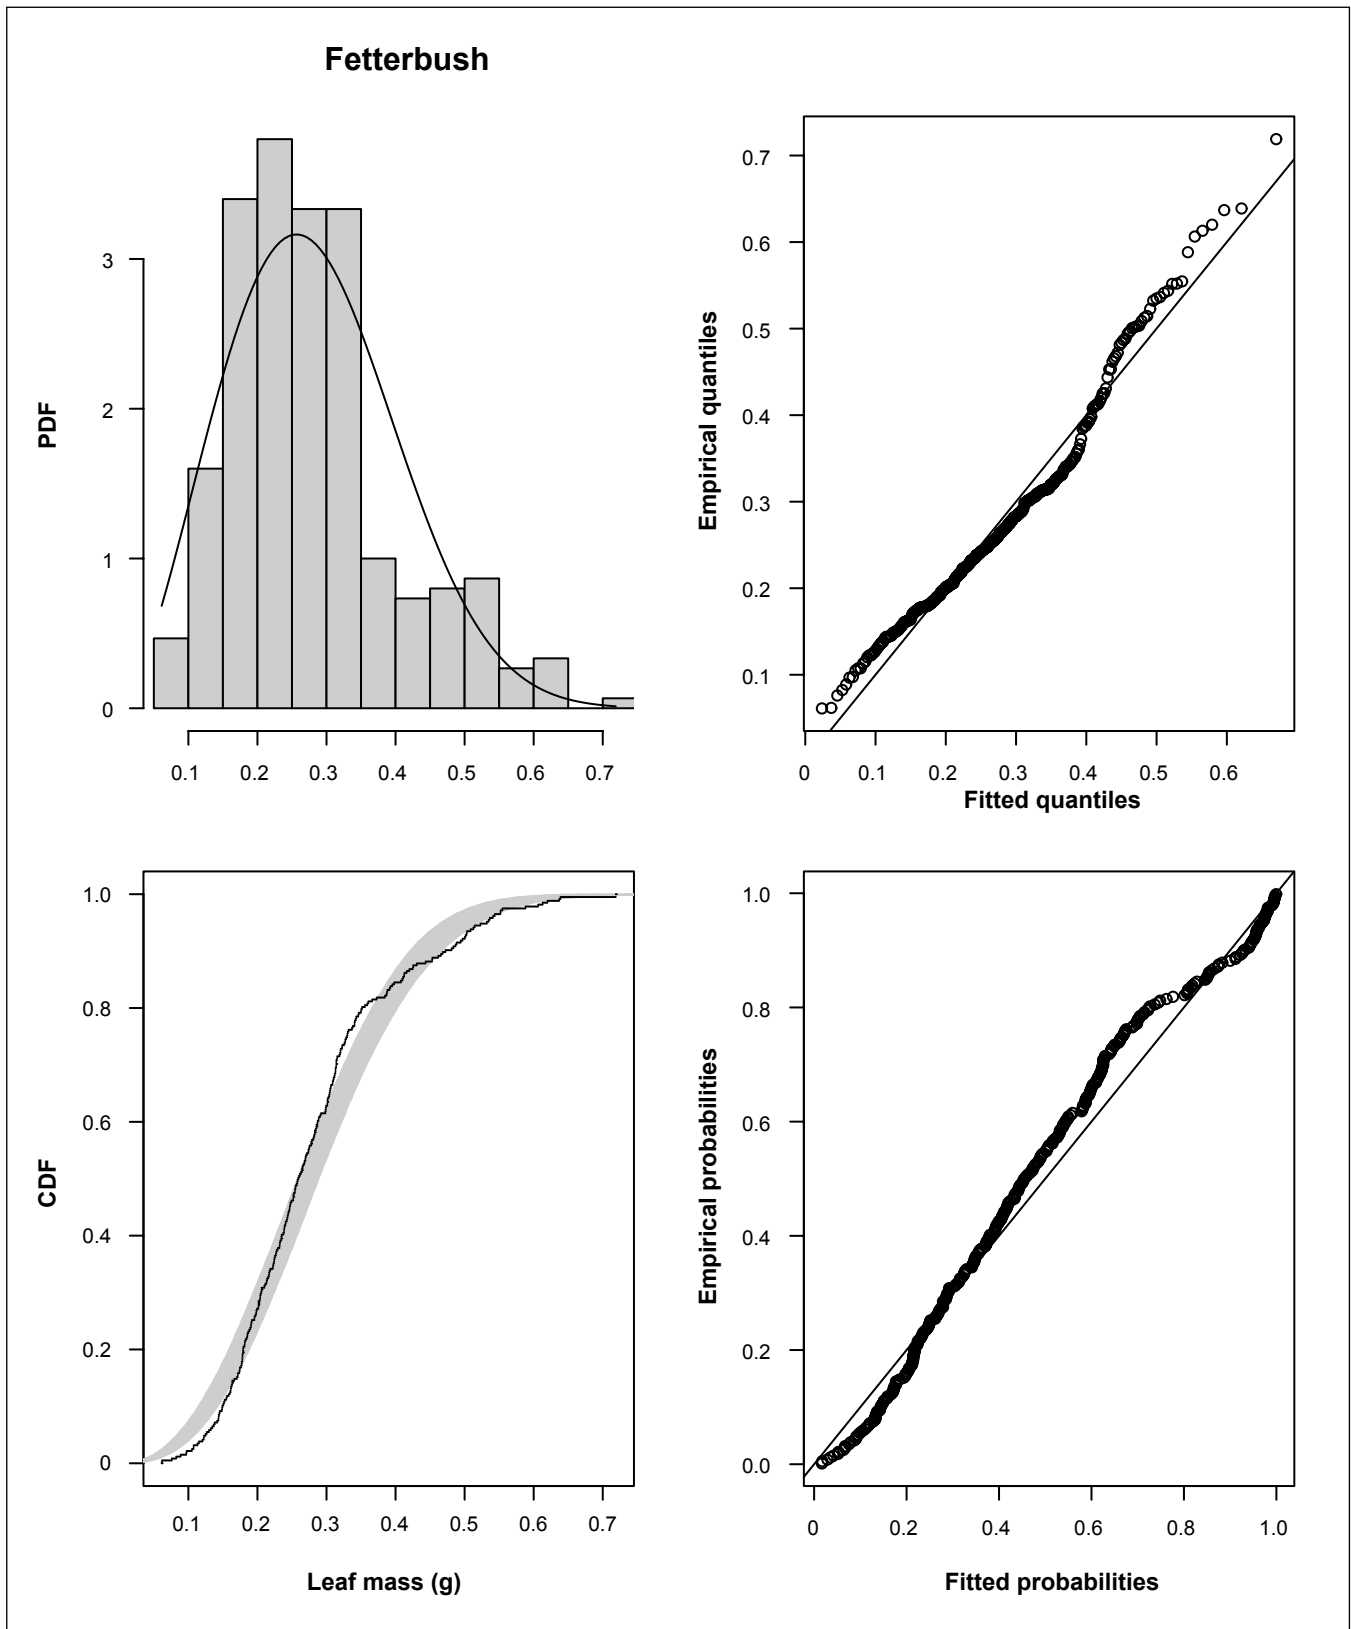 Fetterbush
PDF
3
2
1
0
0.1 0.2 0.3 0.4 0.5 0.6 0.7
Empirical quantiles
0.7
0.6
0.5
0.4
0.3
0.2
0.1
0 0.1 0.2 0.3 0.4 0.5 0.6
Fitted quantiles
CDF
1.0
0.8
0.6
0.4
0.2
0
0.1 0.2 0.3 0.4 0.5 0.6 0.7
Leaf mass (g)
Empirical probabilities
1.0
0.8
0.6
0.4
0.2
0.0
0 0.2 0.4 0.6 0.8 1.0
Fitted probabilities